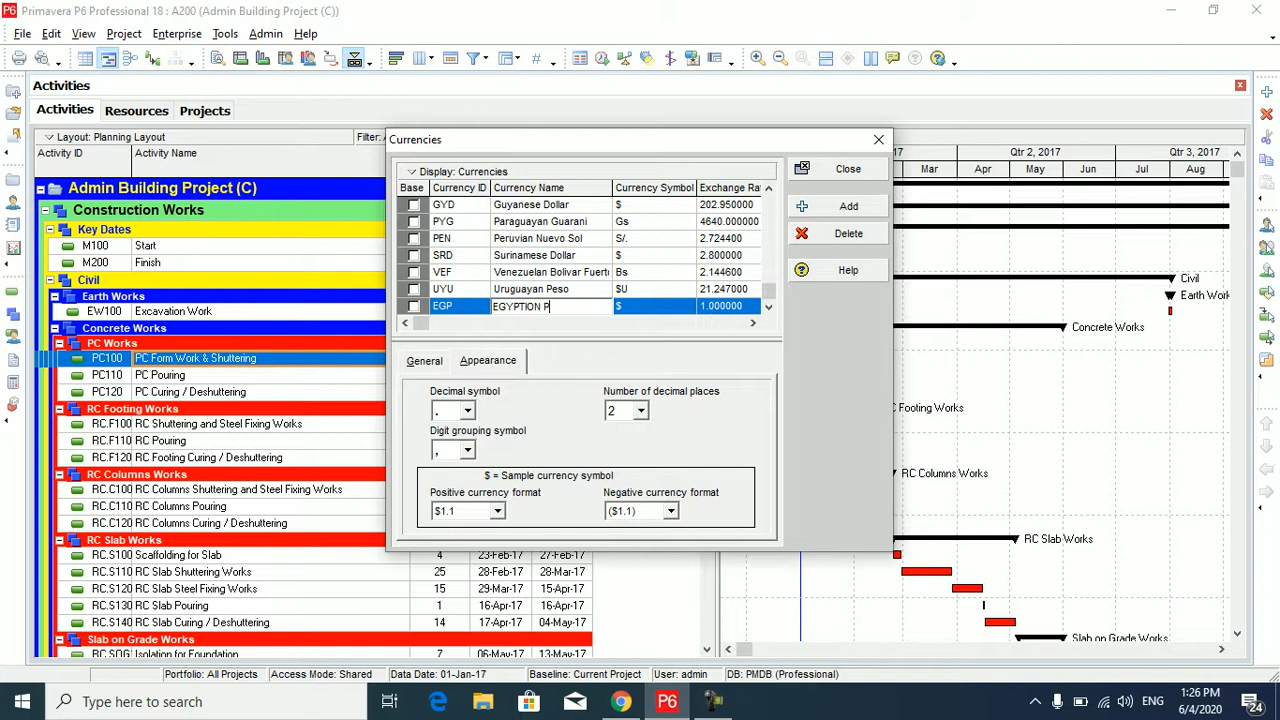 Primavera P6 Professional 18 : A200 (Admin Building Project (C))
File Edit View Project Enterprise Tools Admin Help
Activities
Activities Resources Projects
Layout: Planning Layout
Filter:
Activity ID Activity Name
Qtr 2, 2017 Qtr 3, 2017
Mar Apr May Jun Jul Aug
Admin Building Project (C)
Construction Works
Key Dates
M100 Start
M200 Finish
Civil
Earth Works
EW100 Excavation Work
Concrete Works
PC Works
PC100 PC Form Work & Shuttering
PC110 PC Pouring
PC120 PC Curing / Deshuttering
RC Footing Works
RC.F100 RC Shuttering and Steel Fixing Works
RC.F110 RC Pouring
RC.F120 RC Footing Curing / Deshuttering
RC Columns Works
RC.C100 RC Columns Shuttering and Steel Fixing Works
RC.C110 RC Columns Pouring
RC.C120 RC Columns Curing / Deshuttering
RC Slab Works
RC.S100 Scaffolding for Slab 4 23-Feb-17 27-Feb-17
RC.S110 RC Slab Shuttering Works 25 28-Feb-17 28-Mar-17
RC.S120 RC Slab Steel Fixing Works 15 29-Mar-17 15-Apr-17
RC.S130 RC Slab Pouring 1 16-Apr-17 16-Apr-17
RC.S140 RC Slab Curing / Deshuttering 14 17-Apr-17 04-May-17
Slab on Grade Works
RC.SOG Isolation for Foundation 7 06-May-17 13-May-17
Civil
Earth Work
Concrete Works
Footing Works
RC Columns Works
RC Slab Works
Slab on Grade Works
Currencies
Display: Currencies
Base Currency ID Currency Name Currency Symbol Exchange Ra
GYD Guyanese Dollar $ 202.950000
PYG Paraguayan Guarani Gs 4640.000000
PEN Peruvian Nuevo Sol S/. 2.724400
SRD Surinamese Dollar $ 2.800000
VEF Venezuelan Bolivar Fuerte Bs 2.144600
UYU Uruguayan Peso $U 21.247000
EGP EGYPTION P $ 1.000000
Close
Add
Delete
Help
General Appearance
Decimal symbol Number of decimal places
. 2
Digit grouping symbol
,
$ = Sample currency symbol
Positive currency format Negative currency format
$1.1 ($1.1)
Portfolio: All Projects Access Mode: Shared Data Date: 01-Jan-17 Baseline: Current Project User: admin DB: PMDB (Professional)
Type here to search
P6
ENG
1:26 PM
6/4/2020
24